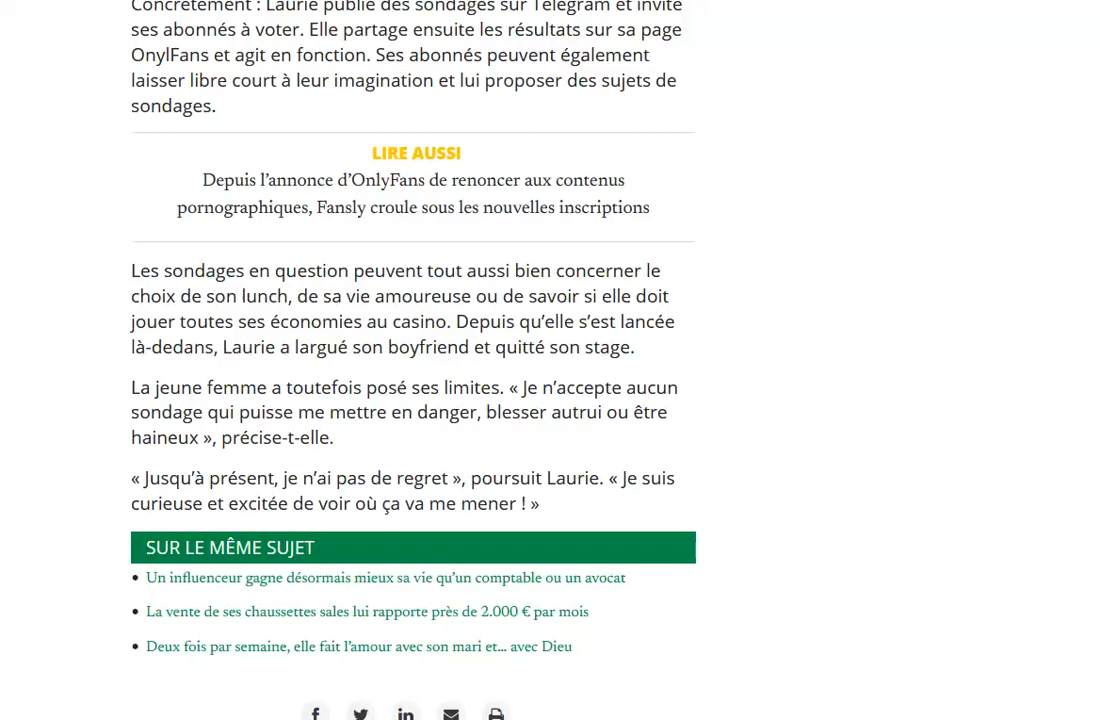 Concrètement : Laurie publie des sondages sur Telegram et invite
ses abonnés à voter. Elle partage ensuite les résultats sur sa page
OnylFans et agit en fonction. Ses abonnés peuvent également
laisser libre court à leur imagination et lui proposer des sujets de
sondages.
LIRE AUSSI
Depuis l’annonce d’OnlyFans de renoncer aux contenus
pornographiques, Fansly croule sous les nouvelles inscriptions
Les sondages en question peuvent tout aussi bien concerner le
choix de son lunch, de sa vie amoureuse ou de savoir si elle doit
jouer toutes ses économies au casino. Depuis qu’elle s’est lancée
là-dedans, Laurie a largué son boyfriend et quitté son stage.
La jeune femme a toutefois posé ses limites. « Je n’accepte aucun
sondage qui puisse me mettre en danger, blesser autrui ou être
haineux », précise-t-elle.
« Jusqu’à présent, je n’ai pas de regret », poursuit Laurie. « Je suis
curieuse et excitée de voir où ça va me mener ! »
SUR LE MÊME SUJET
• Un influenceur gagne désormais mieux sa vie qu’un comptable ou un avocat
• La vente de ses chaussettes sales lui rapporte près de 2.000 € par mois
• Deux fois par semaine, elle fait l’amour avec son mari et... avec Dieu